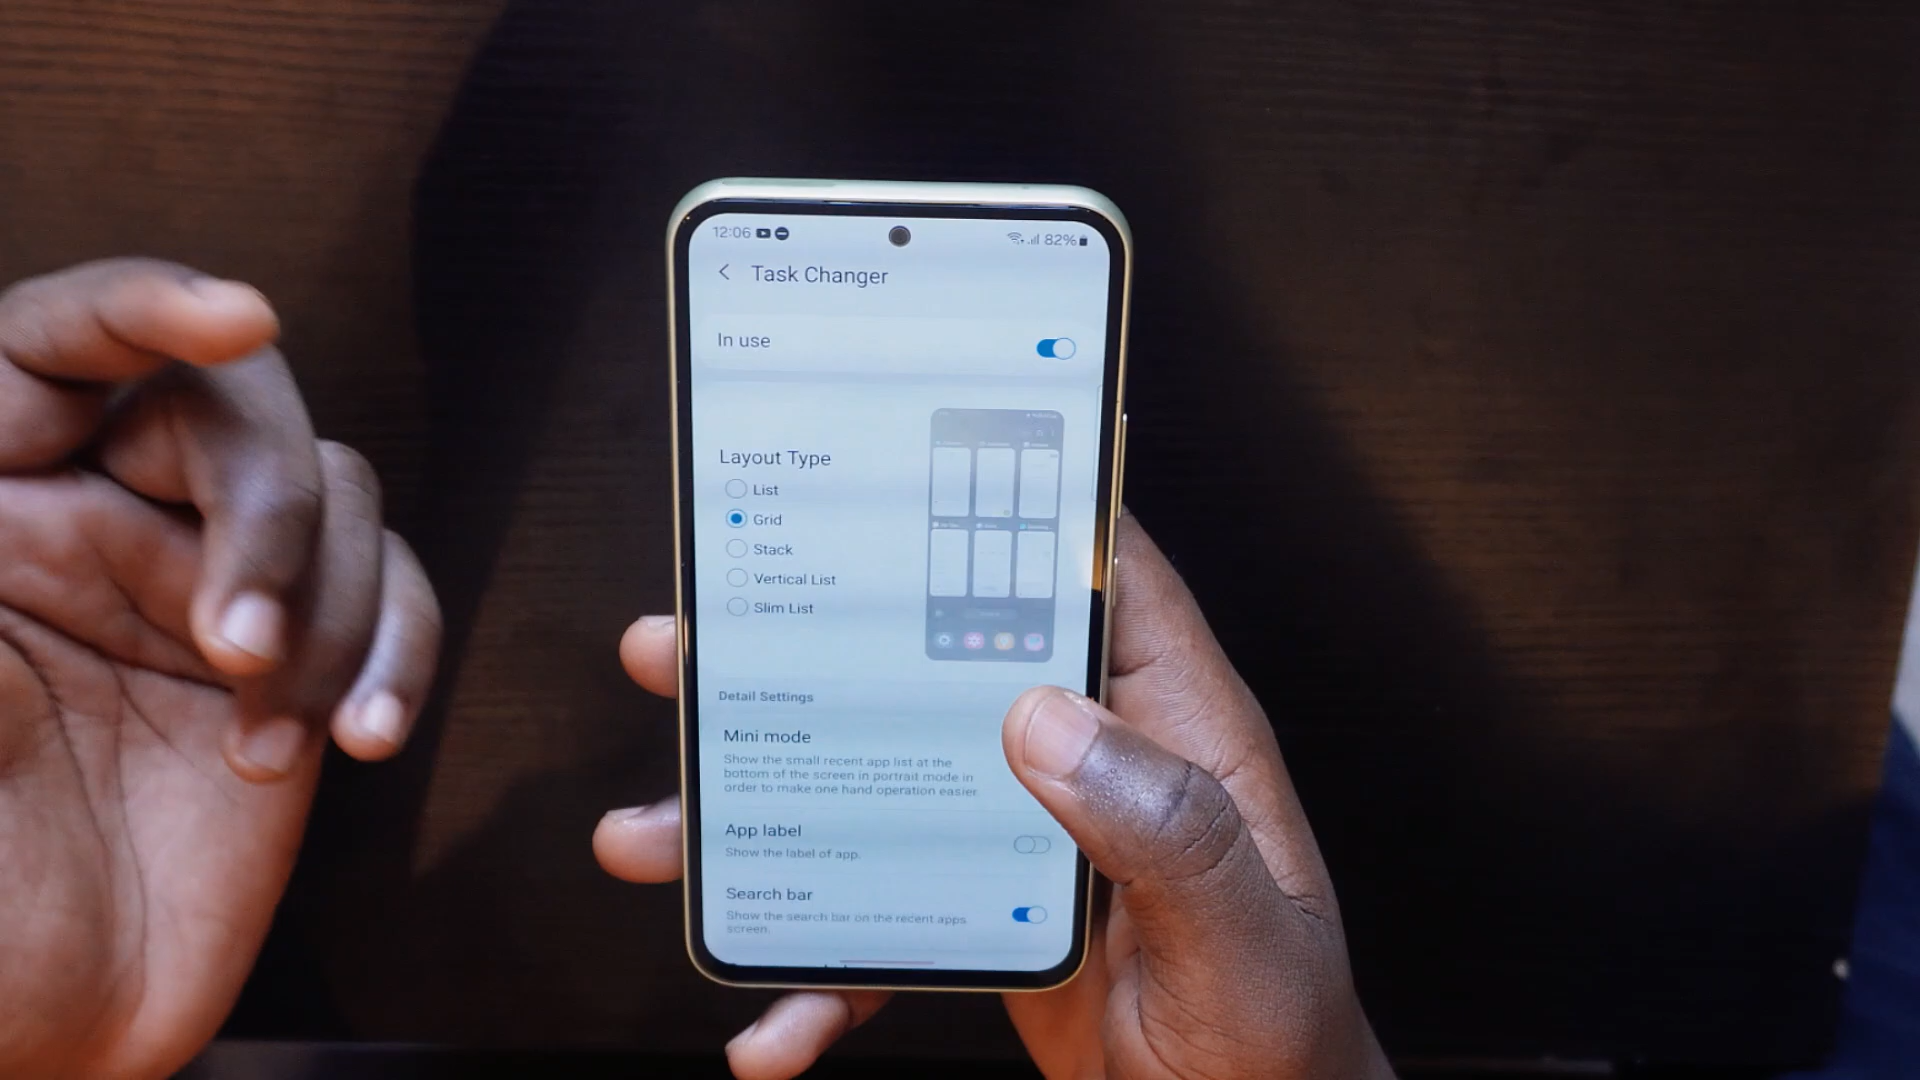 12:06
82%
Task Changer
In use
Layout Type
List
Grid
Stack
Vertical List
Slim List
Detail Settings
Mini mode
Show the small recent app list at the
bottom of the screen in portrait mode in
order to make one hand operation easier.
App label
Show the label of app.
Search bar
Show the search bar on the recent apps
screen.